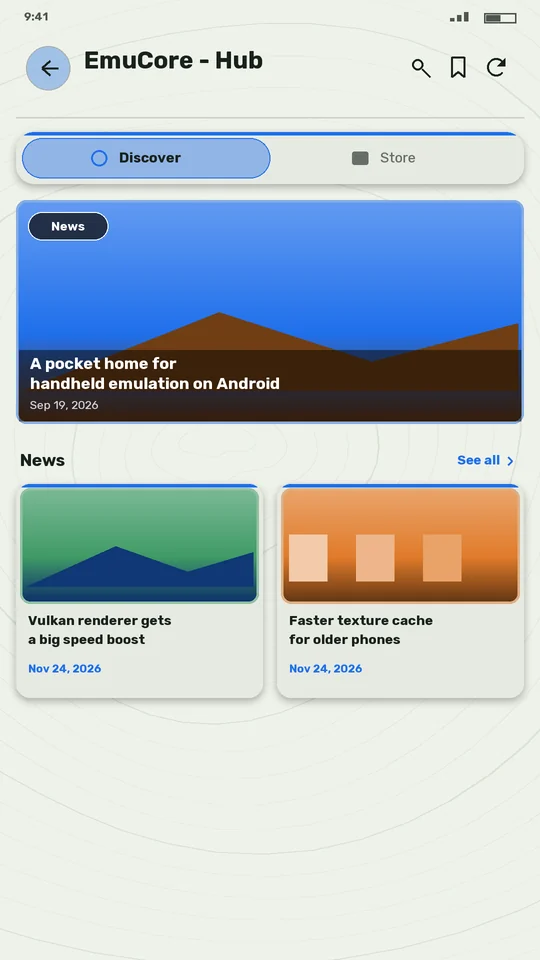 9:41
EmuCore - Hub
Discover
Store
News
A pocket home for
handheld emulation on Android
Sep 19, 2026
News
See all
Vulkan renderer gets
a big speed boost
Nov 24, 2026
Faster texture cache
for older phones
Nov 24, 2026